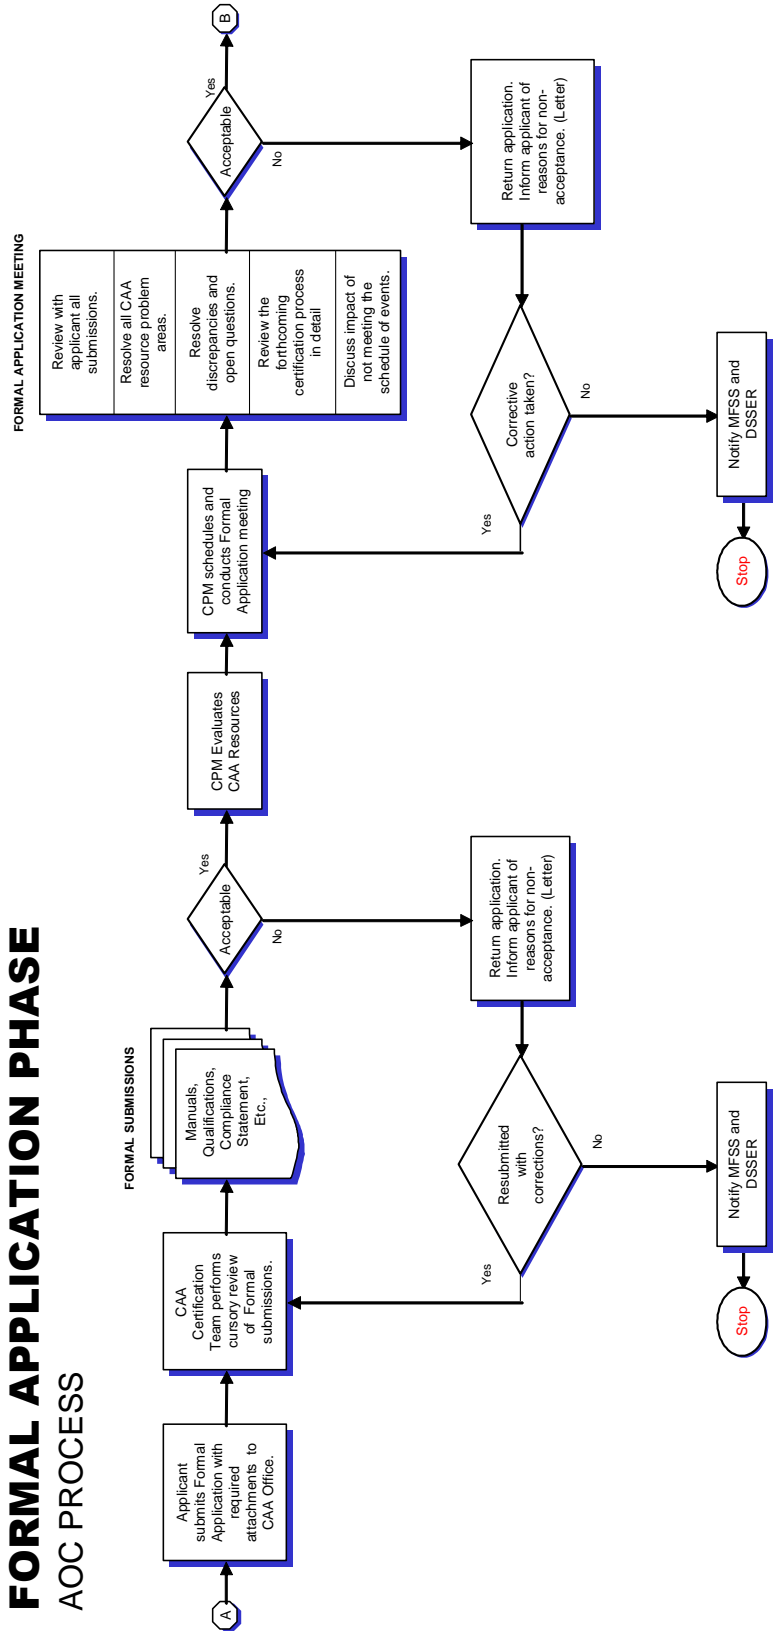 FORMAL APPLICATION PHASE
AOC PROCESS
A
Applicant
submits Formal
Application with
required
attachments to
CAA Office.
CAA
Certification
Team performs
cursory review
of Formal
submissions.
FORMAL SUBMISSIONS
Manuals,
Qualifications,
Compliance
Statement,
Etc.,
Acceptable
Yes
No
CPM Evaluates
CAA Resources
CPM schedules and
conducts Formal
Application meeting
FORMAL APPLICATION MEETING
Review with
applicant all
submissions.
Resolve all CAA
resource problem
areas.
Resolve
discrepancies and
open questions.
Review the
forthcoming
certification process
in detail
Discuss impact of
not meeting the
schedule of events.
Acceptable
Yes
No
B
Return application.
Inform applicant of
reasons for non-
acceptance. (Letter)
Resubmitted
with
corrections?
Yes
No
Notify MFSS and
DSSER
Stop
Return application.
Inform applicant of
reasons for non-
acceptance. (Letter)
Corrective
action taken?
Yes
No
Notify MFSS and
DSSER
Stop